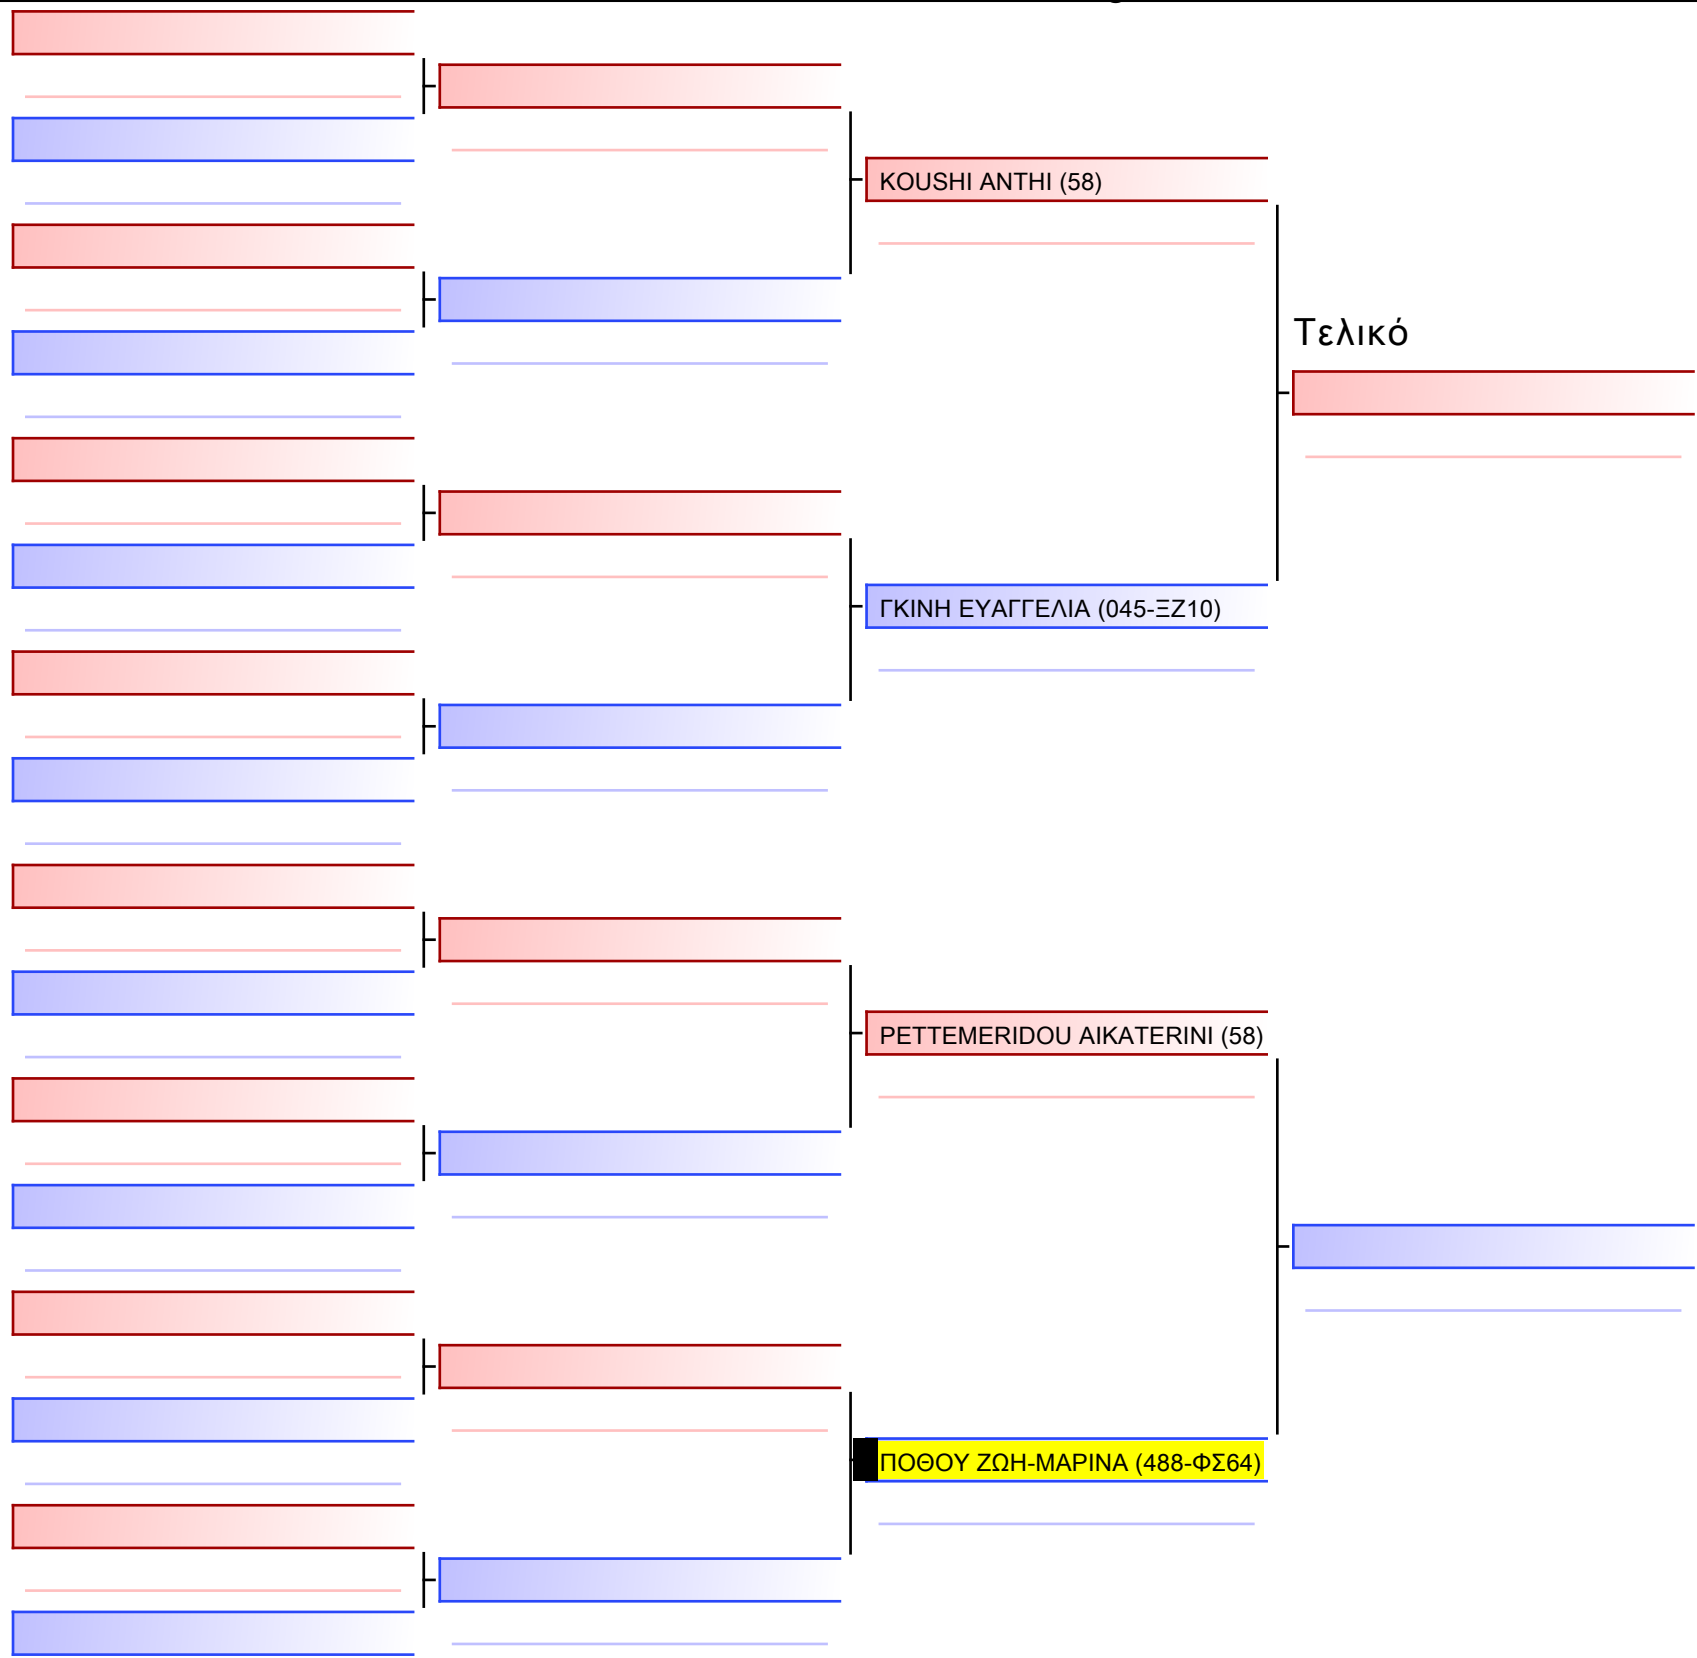 KOUSHI ANTHI (58)
Τελικό
ΓΚΙΝΗ ΕΥΑΓΓΕΛΙΑ (045-ΞΖ10)
PETTEMERIDOU AIKATERINI (58)
ΠΟΘΟΥ ΖΩΗ-ΜΑΡΙΝΑ (488-ΦΣ64)